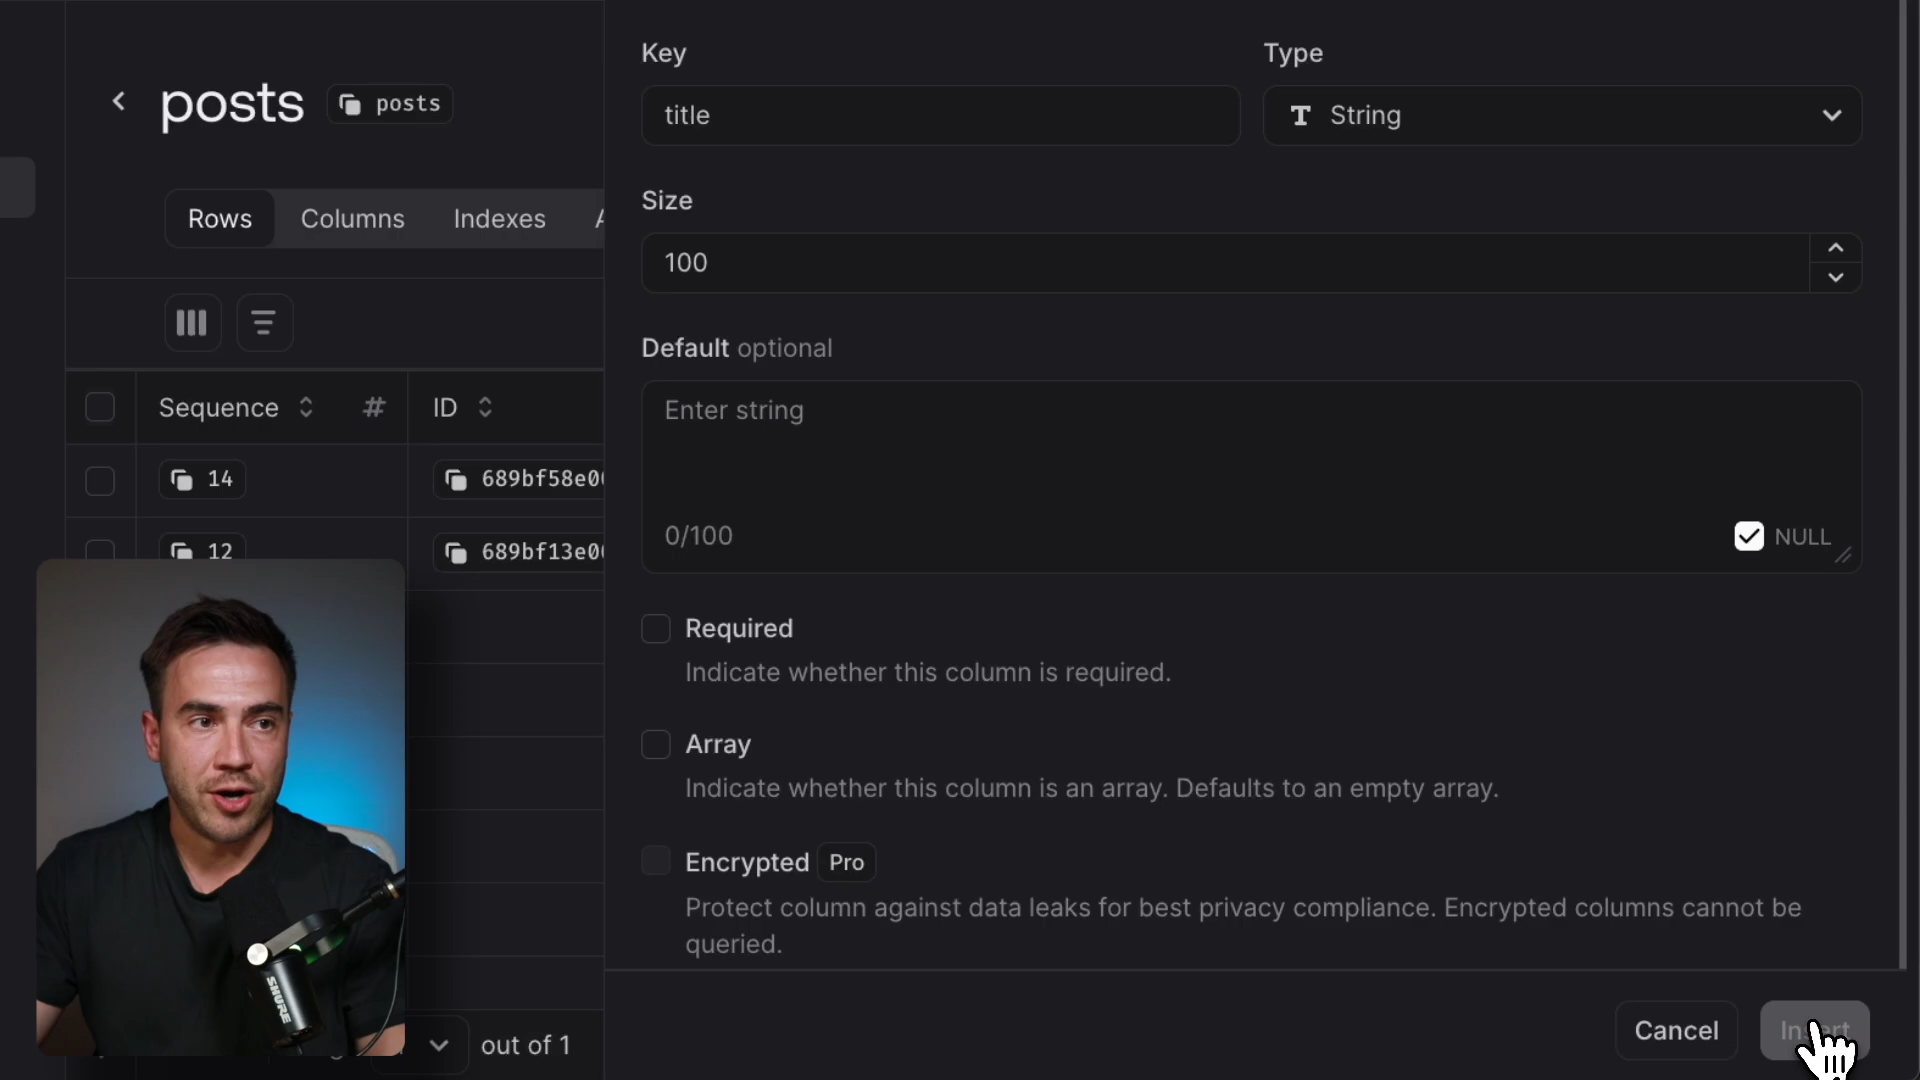 posts
posts
Rows
Columns
Indexes
Sequence
#
ID
14
689bf58e0
12
689bf13e0
out of 1
Key
title
Type
T String
Size
100
Default optional
Enter string
0/100
NULL
Required
Indicate whether this column is required.
Array
Indicate whether this column is an array. Defaults to an empty array.
Encrypted
Pro
Protect column against data leaks for best privacy compliance. Encrypted columns cannot be
queried.
Cancel
Insert
SHURE